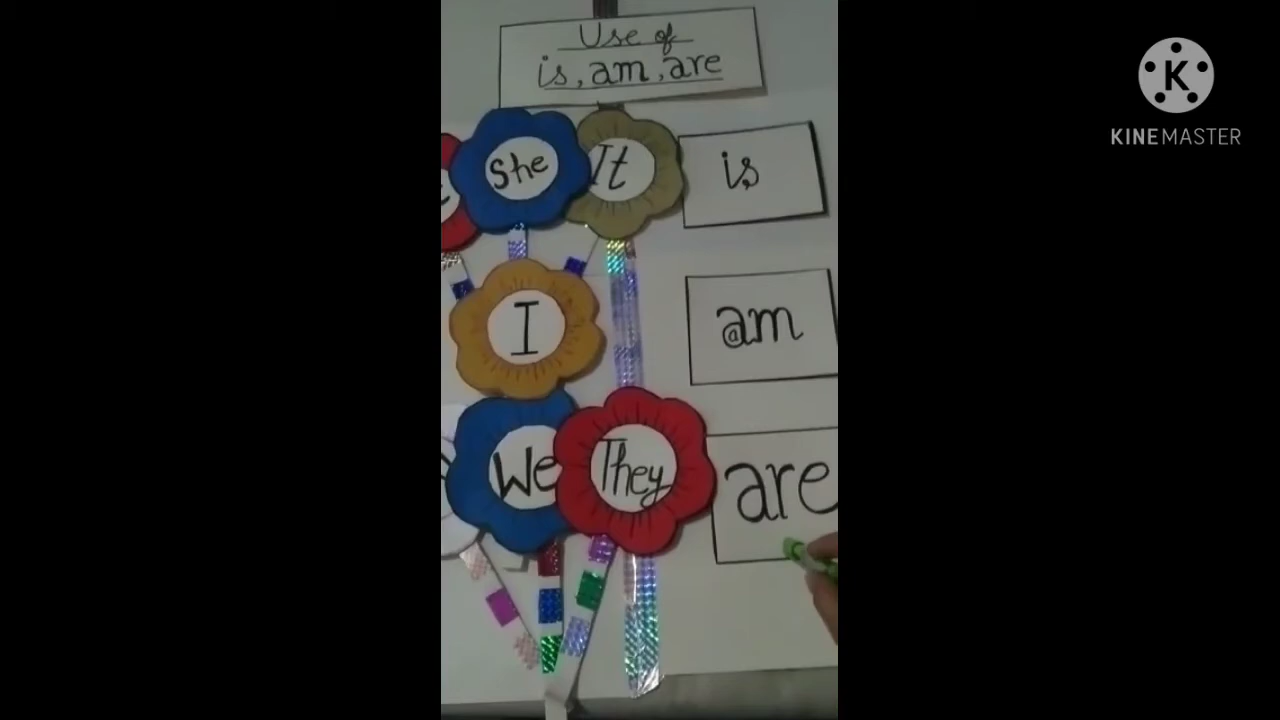 Use of
is, am, are
She It is
I am
We They are
K
KINEMASTER